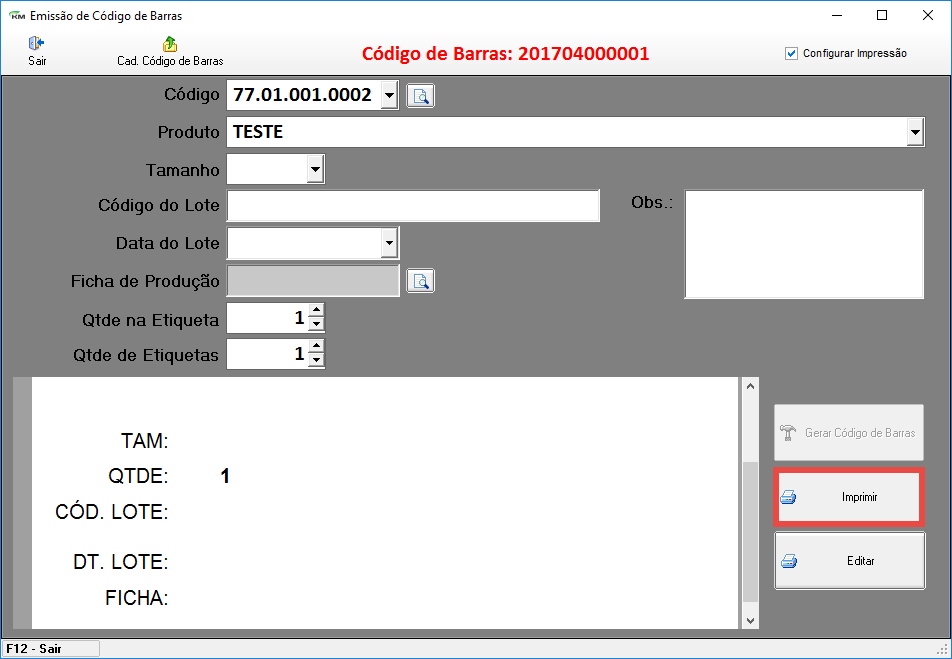 KM Emissão de Código de Barras
Sair
Cad. Código de Barras
Código de Barras: 201704000001
Configurar Impressão
Código 77.01.001.0002
Produto TESTE
Tamanho
Código do Lote
Obs.:
Data do Lote
Ficha de Produção
Qtde na Etiqueta 1
Qtde de Etiquetas 1
TAM:
QTDE: 1
CÓD. LOTE:
DT. LOTE:
FICHA:
Gerar Código de Barras
Imprimir
Editar
F12 - Sair